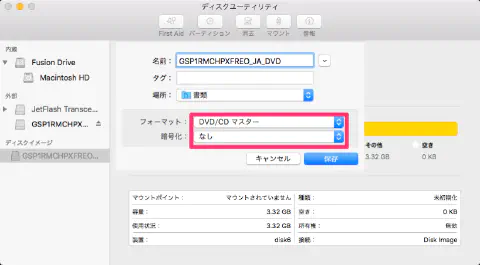 ディスクユーティリティ
First Aid パーティション 消去 マウント 情報
内蔵
Fusion Drive
Macintosh HD
外部
JetFlash Transce...
GSP1RMCHPX...
ディスクイメージ
GSP1RMCHPXFREO...
名前： GSP1RMCHPXFREO_JA_DVD
タグ：
場所： 書類
フォーマット： DVD/CD マスター
暗号化： なし
キャンセル 保存
その他 空き
3.32 GB 0 KB
マウントポイント： マウントされていません
容量： 3.32 GB
使用状況： 3.32 GB
装置： disk6
種類： 未初期化
空き： 0 KB
所有権： 無効
接続： Disk Image